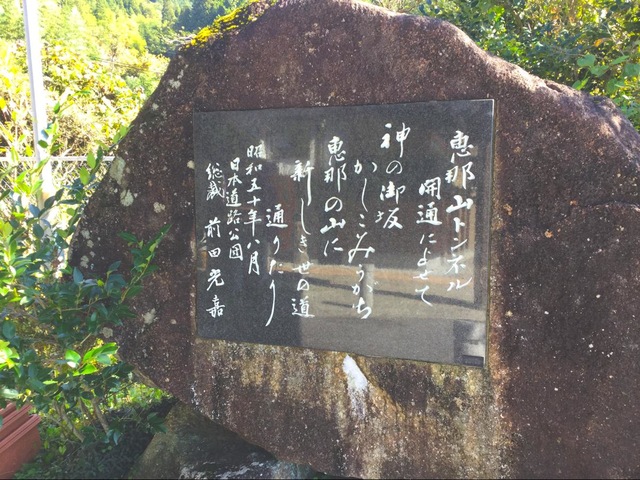 恵那山トンネル
開通によせて
神の御坂
かしこみうがち
恵那の山に
新しき世の道
通りたり
昭和五十年八月
日本道路公団
総裁 前田光嘉